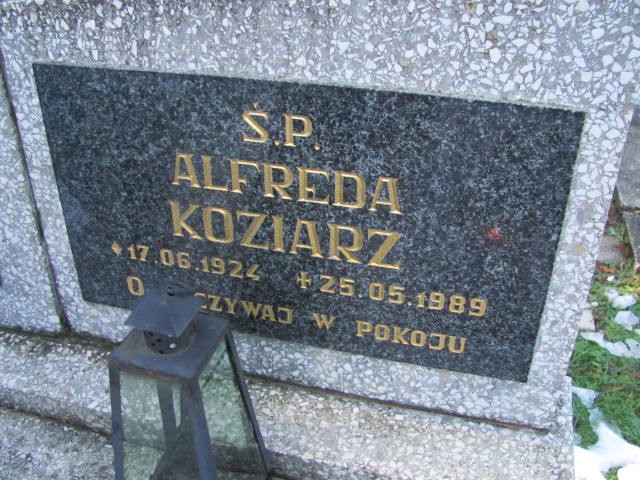 Ś.P.
ALFREDA
KOZIARZ
* 17.06.1924 ✝ 25.05.1989
W POKOJU